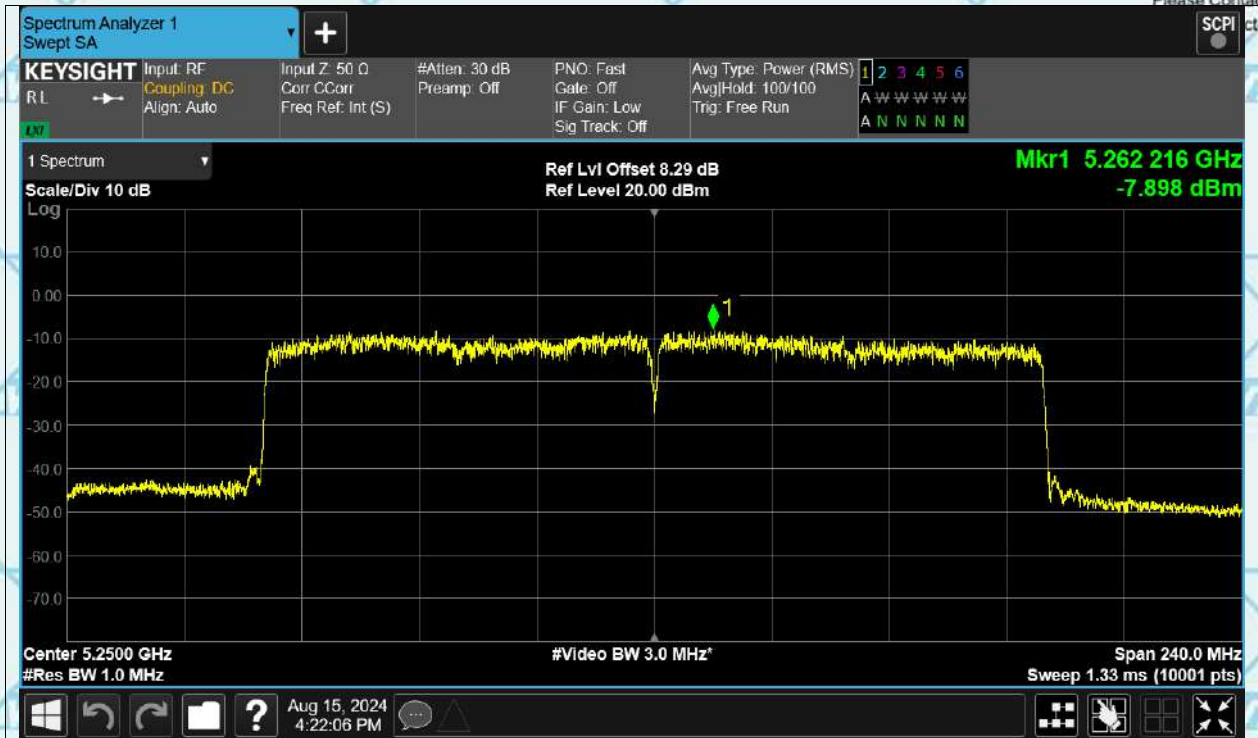 Please Contact
Spectrum Analyzer 1
Swept SA
+
SCPI
KEYSIGHT
RL
LXI
Input: RF
Coupling: DC
Align: Auto
Input Z: 50 Ω
Corr CCorr
Freq Ref: Int (S)
#Atten: 30 dB
Preamp: Off
PNO: Fast
Gate: Off
IF Gain: Low
Sig Track: Off
Avg Type: Power (RMS)
Avg|Hold: 100/100
Trig: Free Run
1 2 3 4 5 6
A W W W W W
A N N N N N
1 Spectrum
Scale/Div 10 dB
Ref Lvl Offset 8.29 dB
Ref Level 20.00 dBm
Mkr1 5.262 216 GHz
-7.898 dBm
Log
10.0
0.00
-10.0
-20.0
-30.0
-40.0
-50.0
-60.0
-70.0
1
Center 5.2500 GHz
#Res BW 1.0 MHz
#Video BW 3.0 MHz*
Span 240.0 MHz
Sweep 1.33 ms (10001 pts)
?
Aug 15, 2024
4:22:06 PM